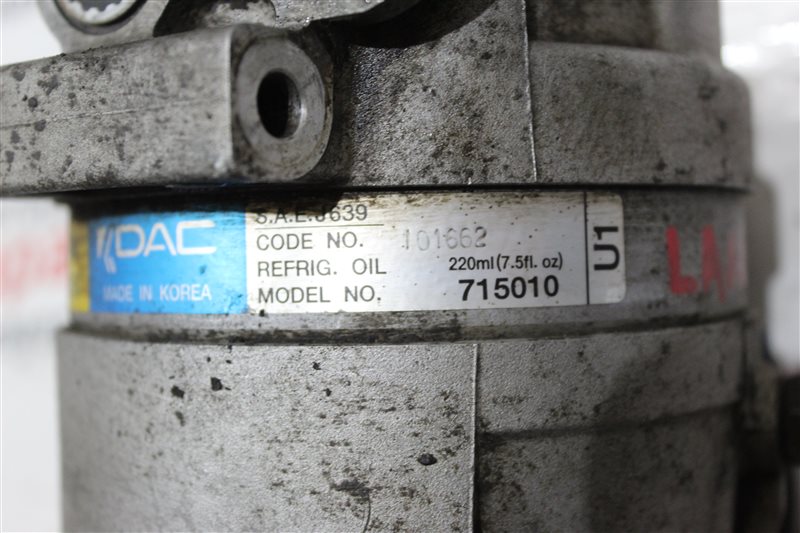 KDAC
MADE IN KOREA
S.A.E.J639
CODE NO. 101662
REFRIG. OIL 220ml(7.5fl. oz)
MODEL NO. 715010
U1